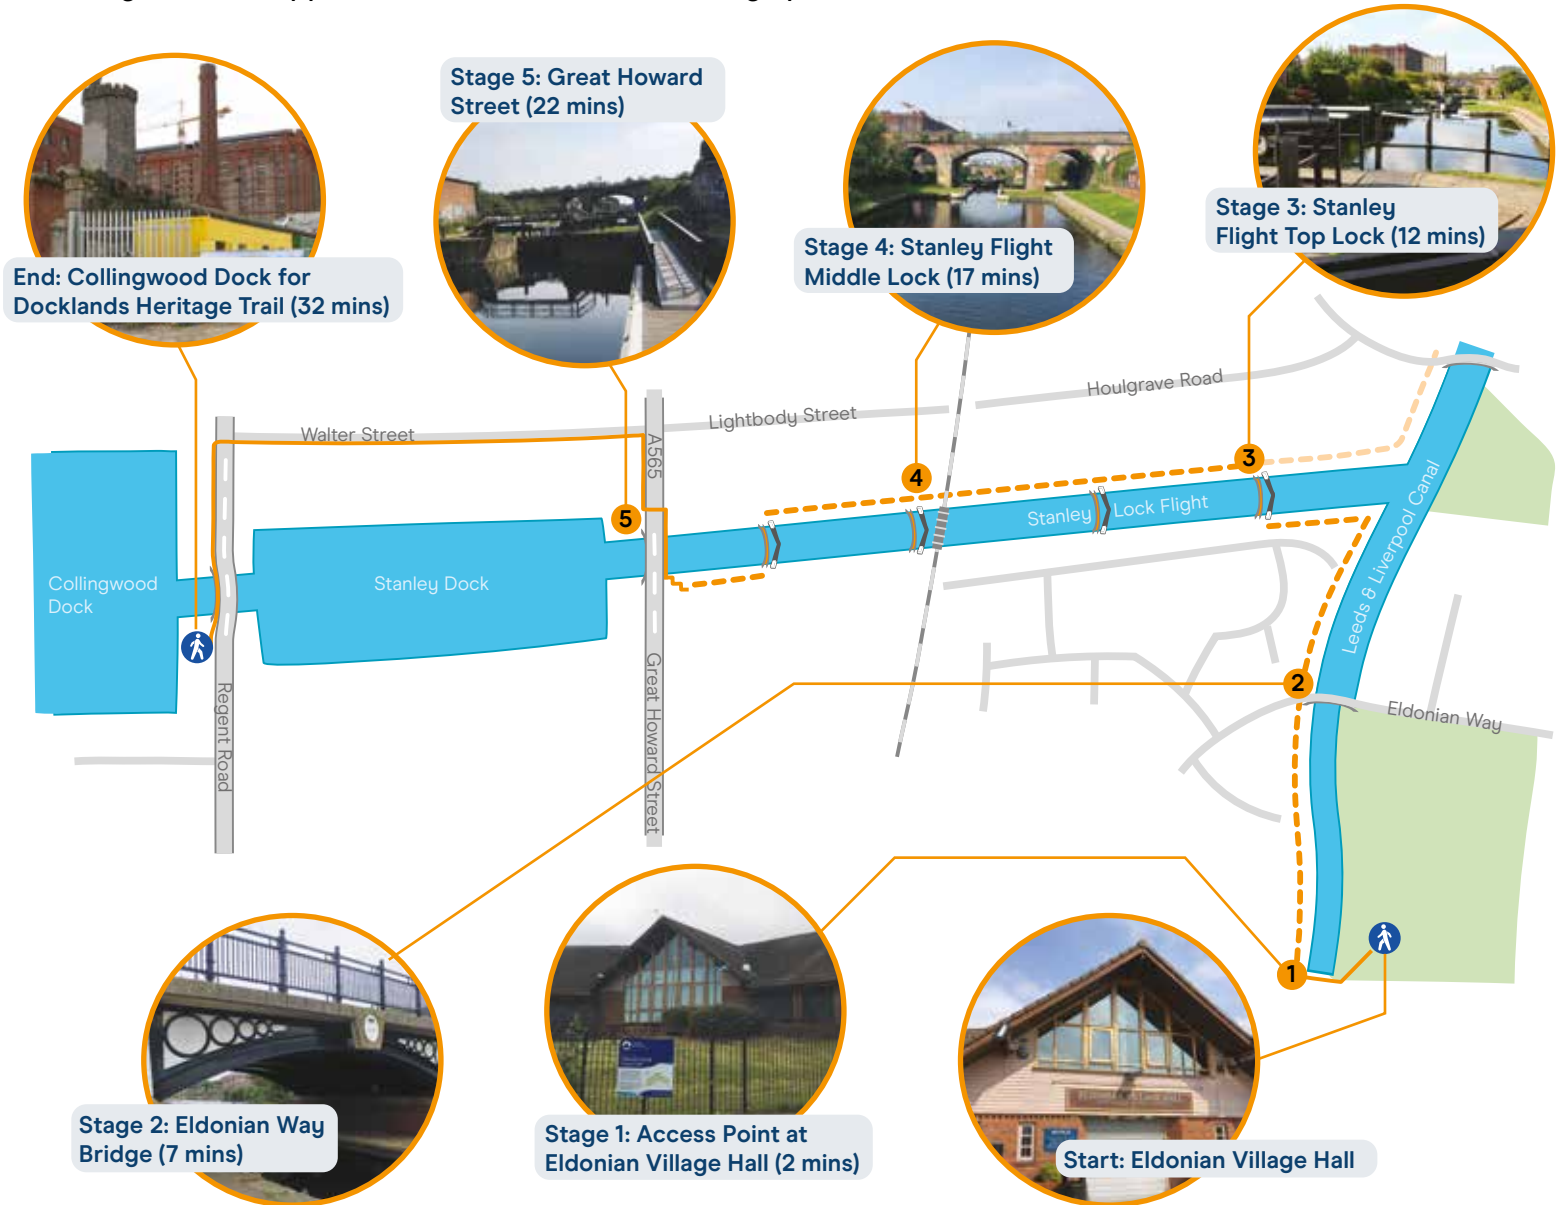 Stage 5: Great Howard
Street (22 mins)
Stage 3: Stanley
Flight Top Lock (12 mins)
Stage 4: Stanley Flight
Middle Lock (17 mins)
End: Collingwood Dock for
Docklands Heritage Trail (32 mins)
Houlgrave Road
Lightbody Street
Walter Street
A565
3
4
5
Stanley Lock Flight
Leeds & Liverpool Canal
Collingwood
Dock
Stanley Dock
Great Howard Street
Regent Road
2
Eldonian Way
1
Stage 2: Eldonian Way
Bridge (7 mins)
Stage 1: Access Point at
Eldonian Village Hall (2 mins)
Start: Eldonian Village Hall